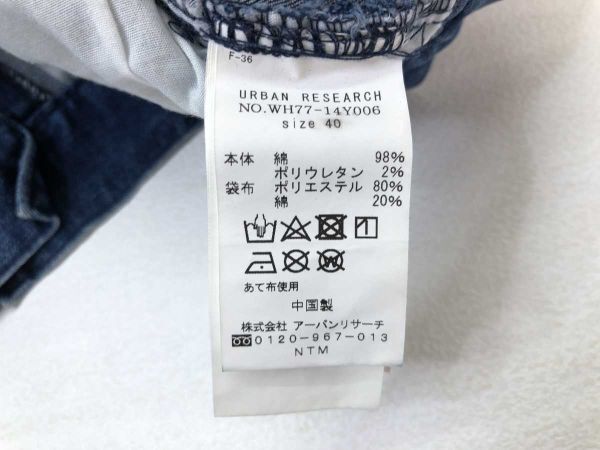 F-36
URBAN RESEARCH
NO.WH77-14Y006
size 40
本体 綿 98%
ポリウレタン 2%
袋布 ポリエステル 80%
綿 20%
あて布使用
中国製
株式会社 アーバンリサーチ
0120-967-013
NTM